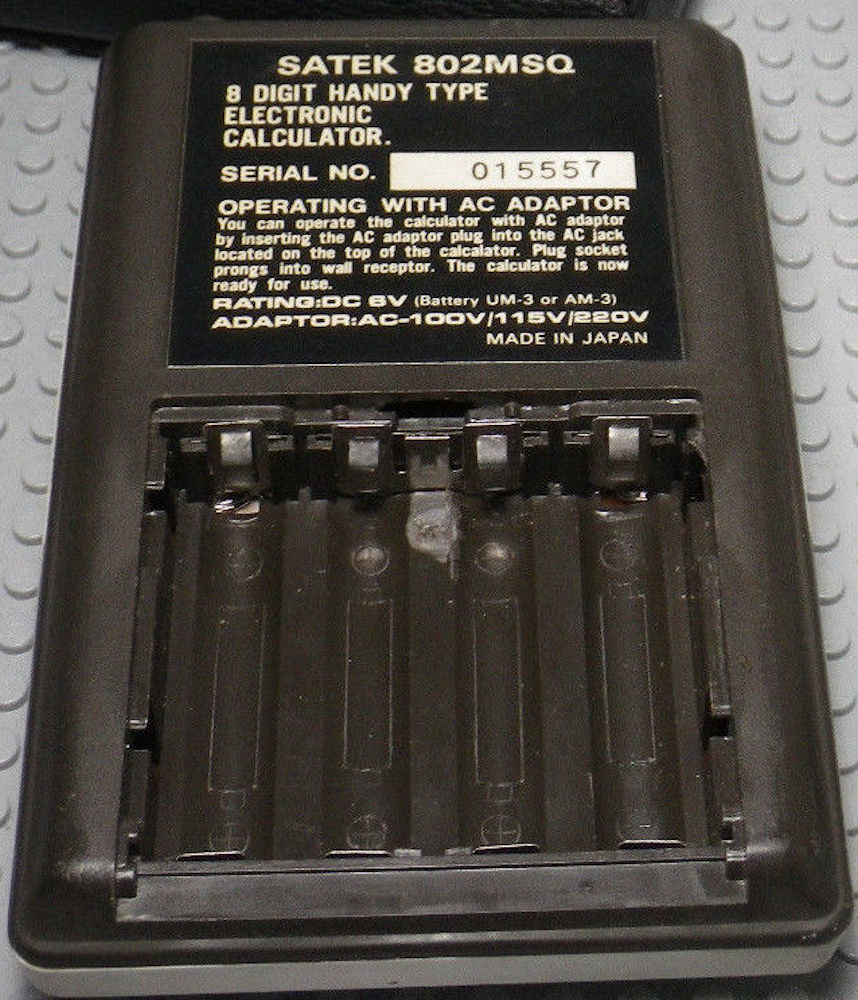 SATEK 802MSQ
8 DIGIT HANDY TYPE
ELECTRONIC
CALCULATOR.
SERIAL NO. 015557
OPERATING WITH AC ADAPTOR
You can operate the calculator with AC adaptor
by inserting the AC adaptor plug into the AC jack
located on the top of the calcalator. Plug socket
prongs into wall receptor. The calculator is now
ready for use.
RATING:DC 6V (Battery UM-3 or AM-3)
ADAPTOR:AC-100V/115V/220V
MADE IN JAPAN